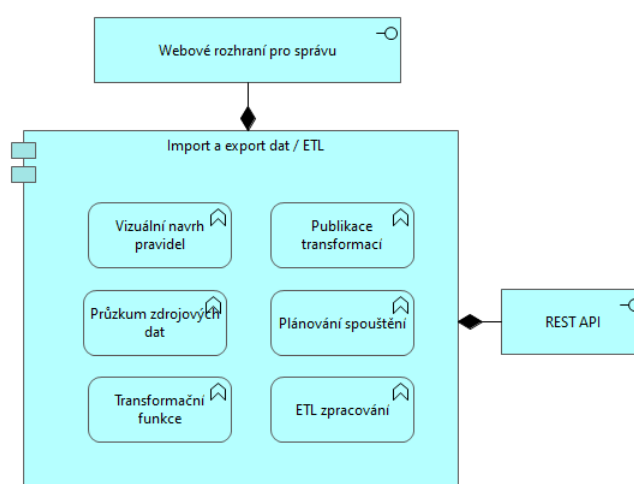 Webové rozhraní pro správu
Import a export dat / ETL
Vizuální navrh
pravidel
Publikace
transformací
Průzkum zdrojových
dat
Plánování spouštění
REST API
Transformační
funkce
ETL zpracování